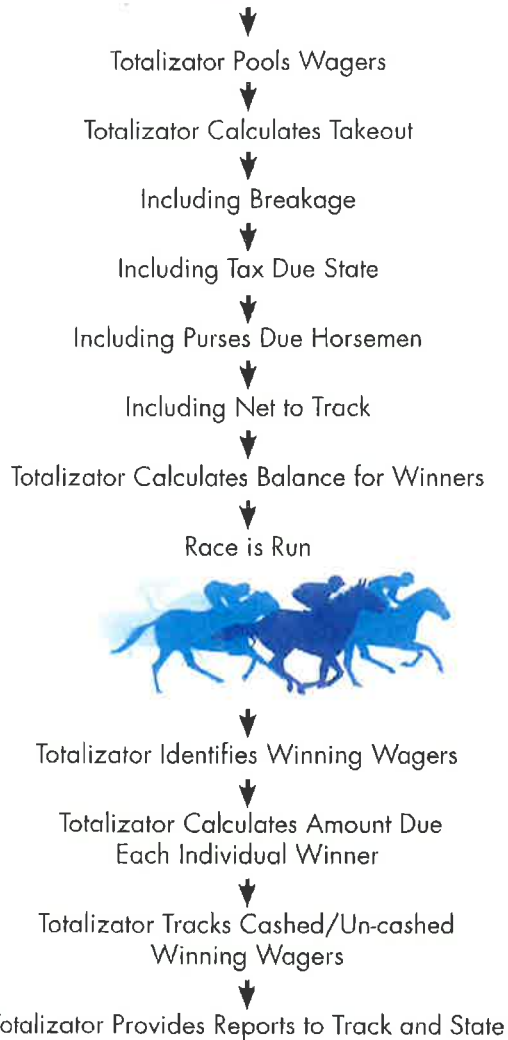 Totalizator Pools Wagers
Totalizator Calculates Takeout
Including Breakage
Including Tax Due State
Including Purses Due Horsemen
Including Net to Track
Totalizator Calculates Balance for Winners
Race is Run
Totalizator Identifies Winning Wagers
Totalizator Calculates Amount Due
Each Individual Winner
Totalizator Tracks Cashed/Un-cashed
Winning Wagers
Totalizator Provides Reports to Track and State